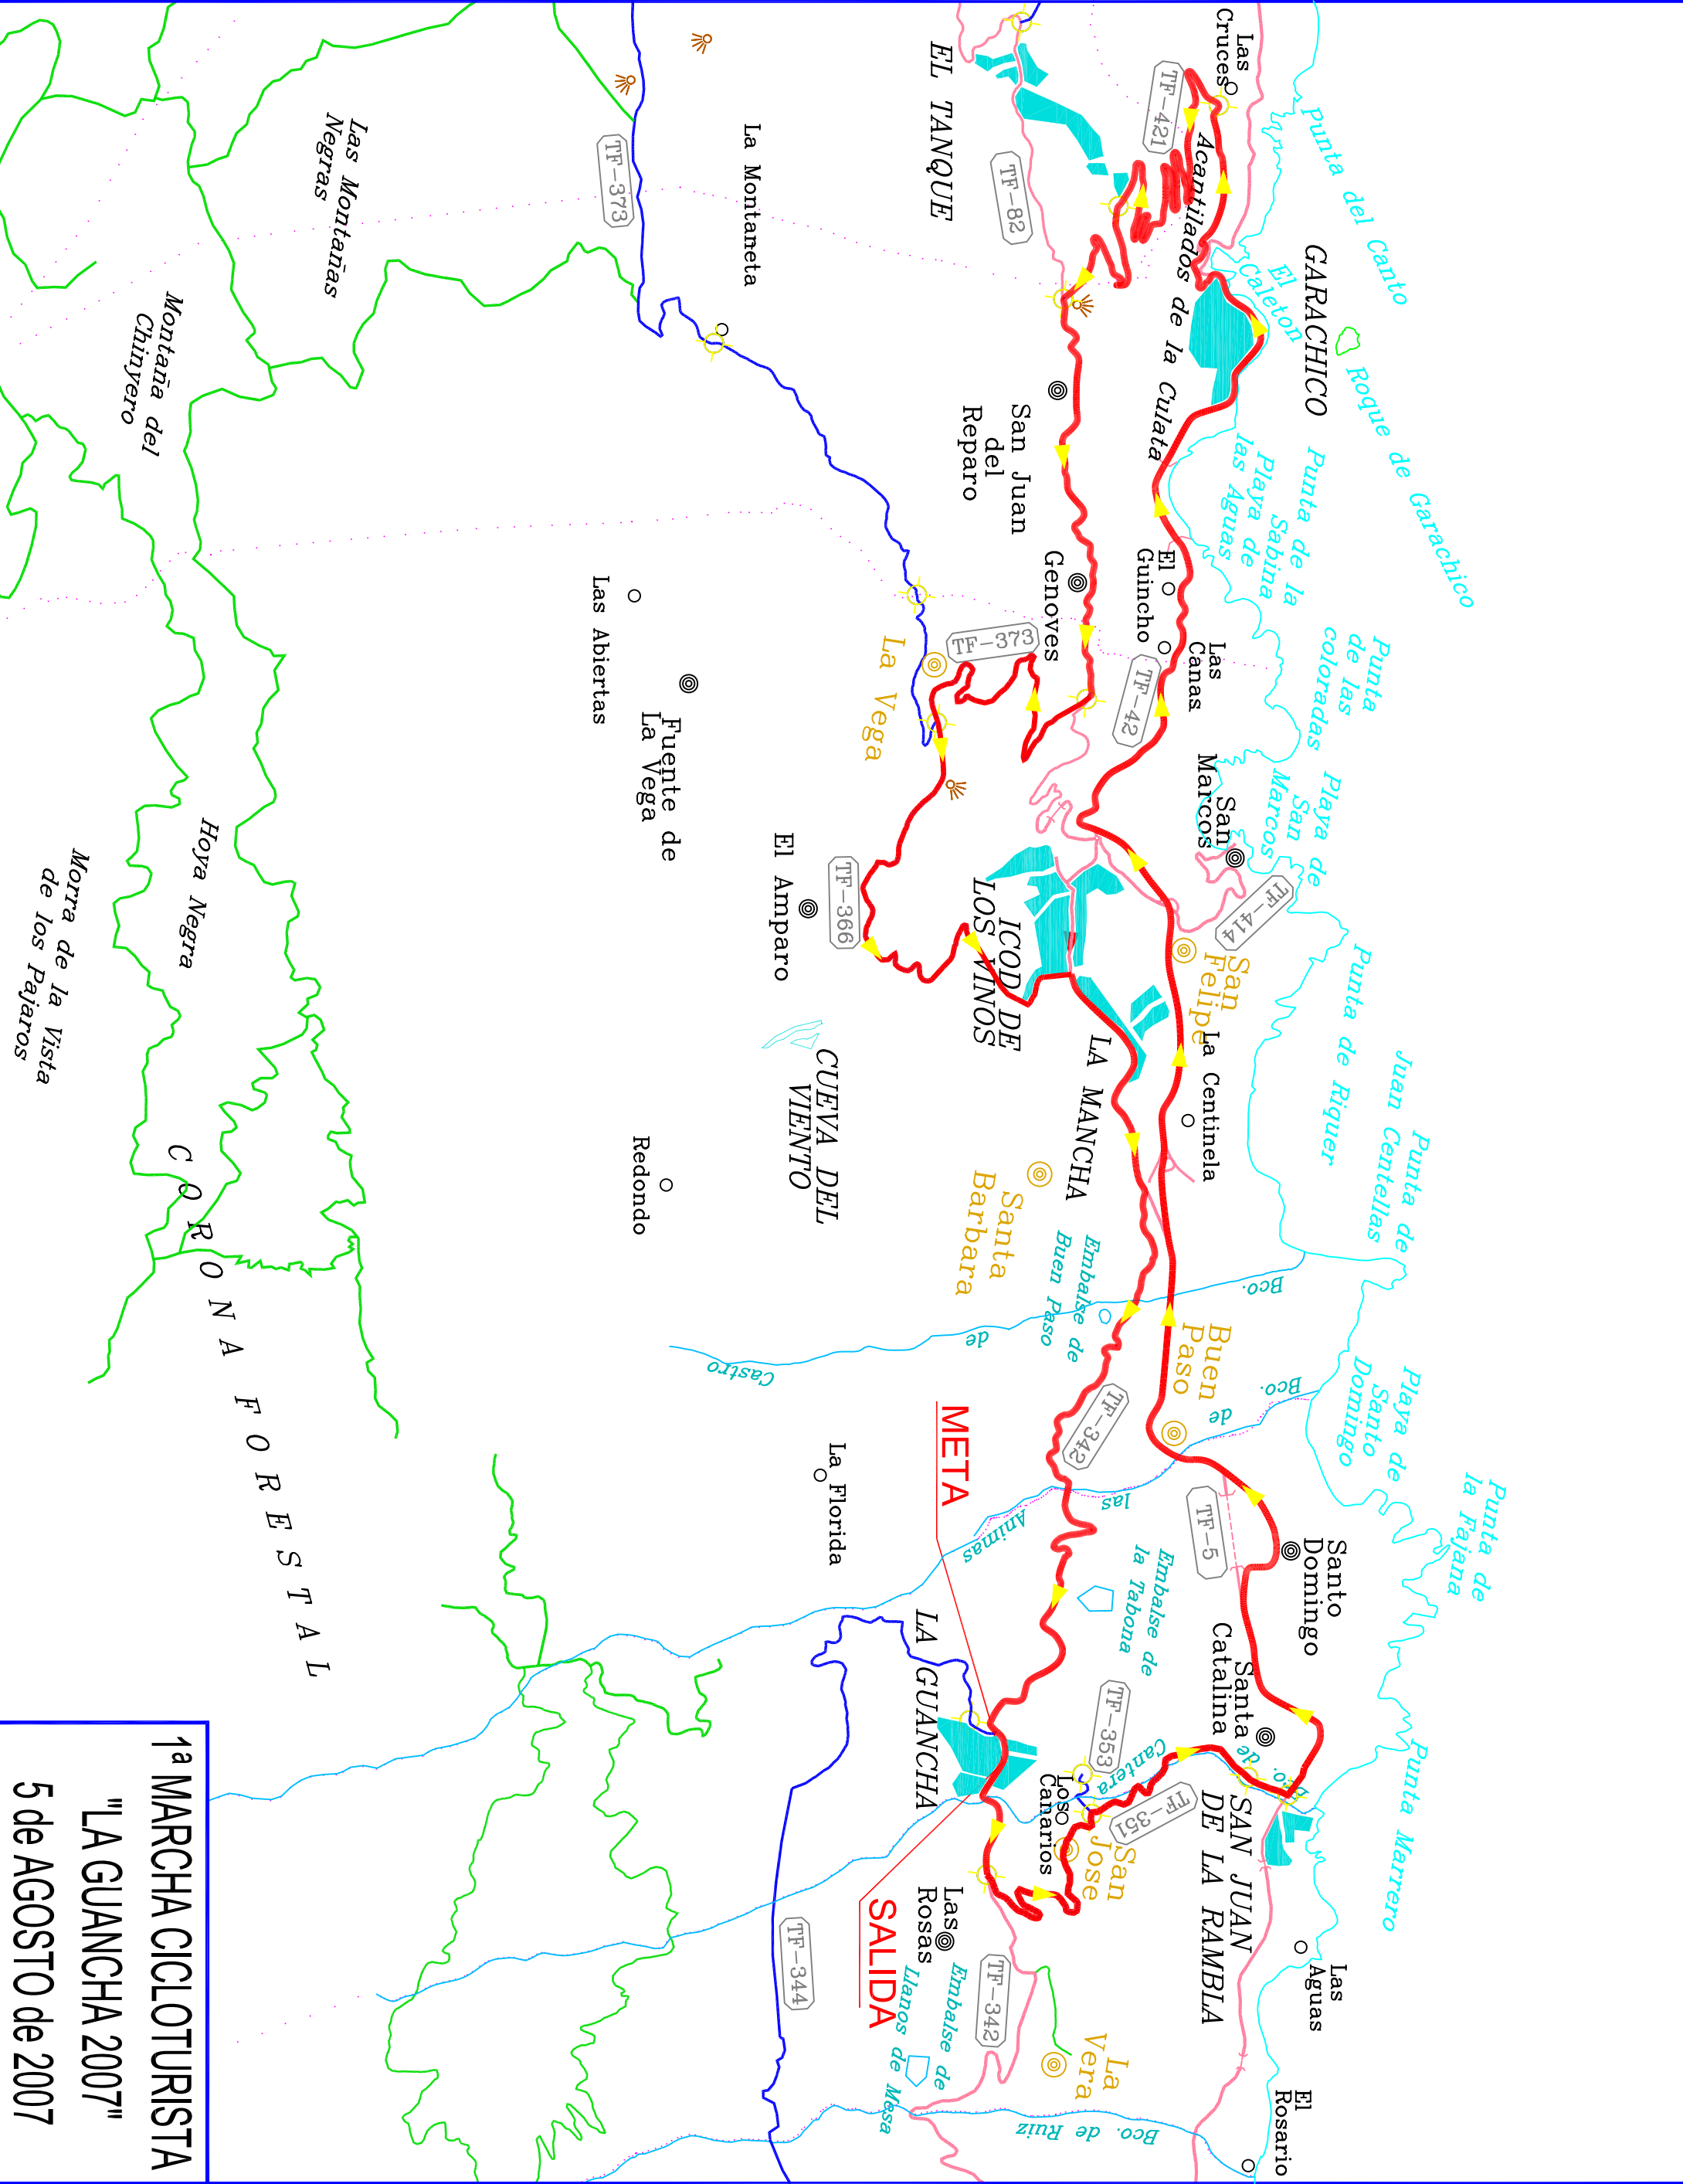 Las
Cruces
Punta del Canto
TF-421
Acantilados de la Culata
El
Caleton
GARACHICO
Roque de Garachico
EL TANQUE
TF-82
San Juan
del
Reparo
Genoves
El
Guincho
Las
Canas
TF-42
Punta de la
Sabina
Playa de
las Aguas
Punta
de las
coloradas
San
Marcos
Playa de
San
Marcos
TF-414
San
Felipe
La Centinela
Punta de Riquer
Punta de
Juan Centellas
La Montaneta
TF-373
Las Montañas
Negras
Montaña del
Chinyero
TF-373
La Vega
Las Abiertas
Fuente de
La Vega
El Amparo
TF-366
ICOD DE
LOS VINOS
LA MANCHA
CUEVA DEL
VIENTO
Redondo
Santa
Barbara
Embalse de
Buen Paso
Hoya Negra
Morra de la Vista
de los Pajaros
CORONA FORESTAL
Bco.
de
Castro
Buen
Paso
Bco.
de
las
Animas
TF-342
Playa de
Santo
Domingo
Punta de
la Fajana
TF-5
Santo
Domingo
META
La Florida
Embalse de
la Tabona
Santa
Catalina
LA GUANCHA
TF-353
Los
Canarios
Bco.
de
Cantera
TF-351
San
Jose
SAN JUAN
DE LA RAMBLA
Punta Marrero
Las
Aguas
SALIDA
Las
Rosas
TF-344
TF-342
Embalse de
Llanos de Mesa
La
Vera
Bco. de Ruiz
El
Rosario
1ª MARCHA CICLOTURISTA
"LA GUANCHA 2007"
5 de AGOSTO de 2007